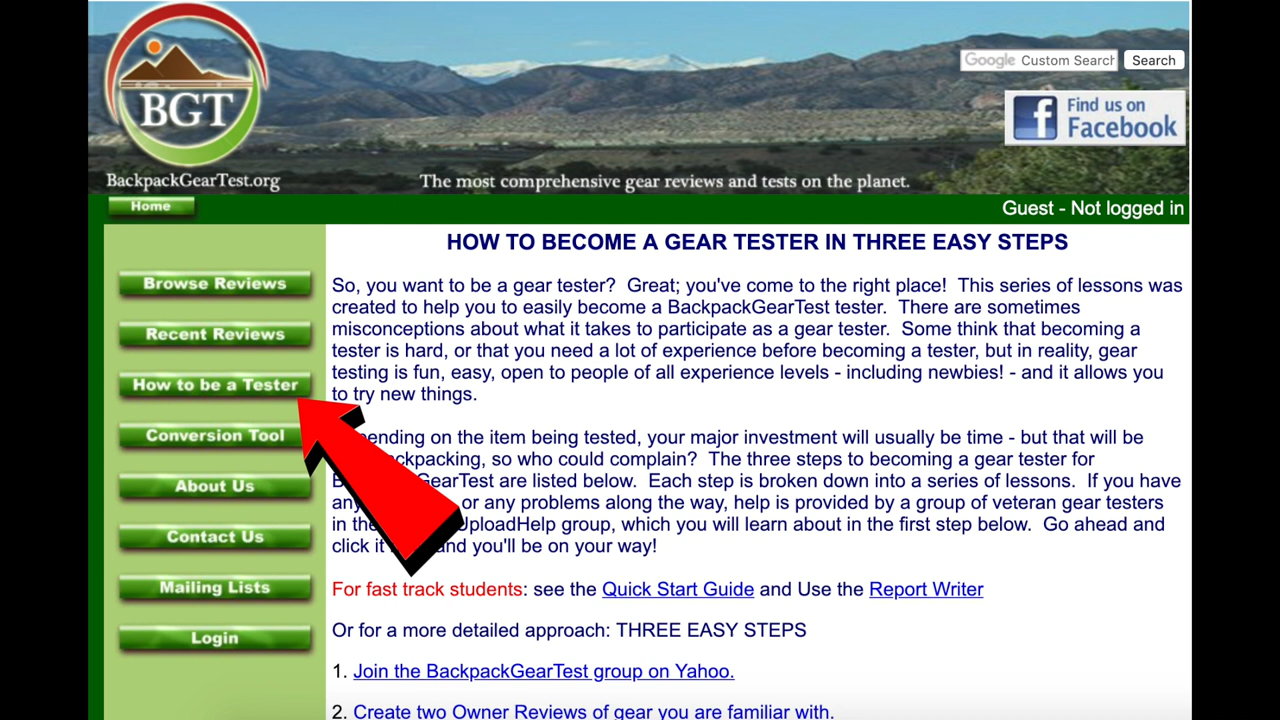 BGT
BackpackGearTest.org
The most comprehensive gear reviews and tests on the planet.
Google Custom Search
Search
Find us on
Facebook
Home
Guest - Not logged in
Browse Reviews
Recent Reviews
How to be a Tester
Conversion Tool
About Us
Contact Us
Mailing Lists
Login
HOW TO BECOME A GEAR TESTER IN THREE EASY STEPS
So, you want to be a gear tester? Great; you've come to the right place! This series of lessons was
created to help you to easily become a BackpackGearTest tester. There are sometimes
misconceptions about what it takes to participate as a gear tester. Some think that becoming a
tester is hard, or that you need a lot of experience before becoming a tester, but in reality, gear
testing is fun, easy, open to people of all experience levels - including newbies! - and it allows you
to try new things.
pending on the item being tested, your major investment will usually be time - but that will be
ckpacking, so who could complain? The three steps to becoming a gear tester for
B GearTest are listed below. Each step is broken down into a series of lessons. If you have
any or any problems along the way, help is provided by a group of veteran gear testers
in the UploadHelp group, which you will learn about in the first step below. Go ahead and
click it and you'll be on your way!
For fast track students: see the Quick Start Guide and Use the Report Writer
Or for a more detailed approach: THREE EASY STEPS
1. Join the BackpackGearTest group on Yahoo.
2. Create two Owner Reviews of gear you are familiar with.